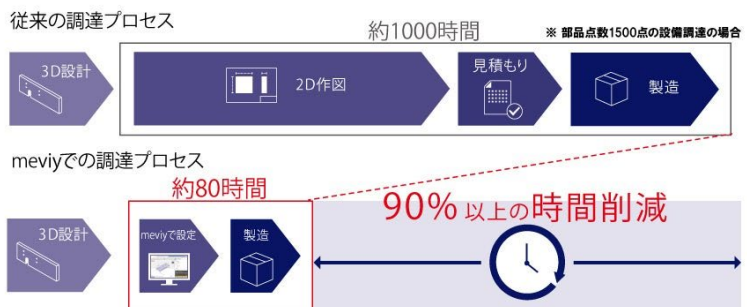 従来の調達プロセス
約1000時間
※ 部品点数1500点の設備調達の場合
3D設計
2D作図
見積もり
製造
meviyでの調達プロセス
約80時間
90% 以上の時間削減
3D設計
meviyで設定
製造